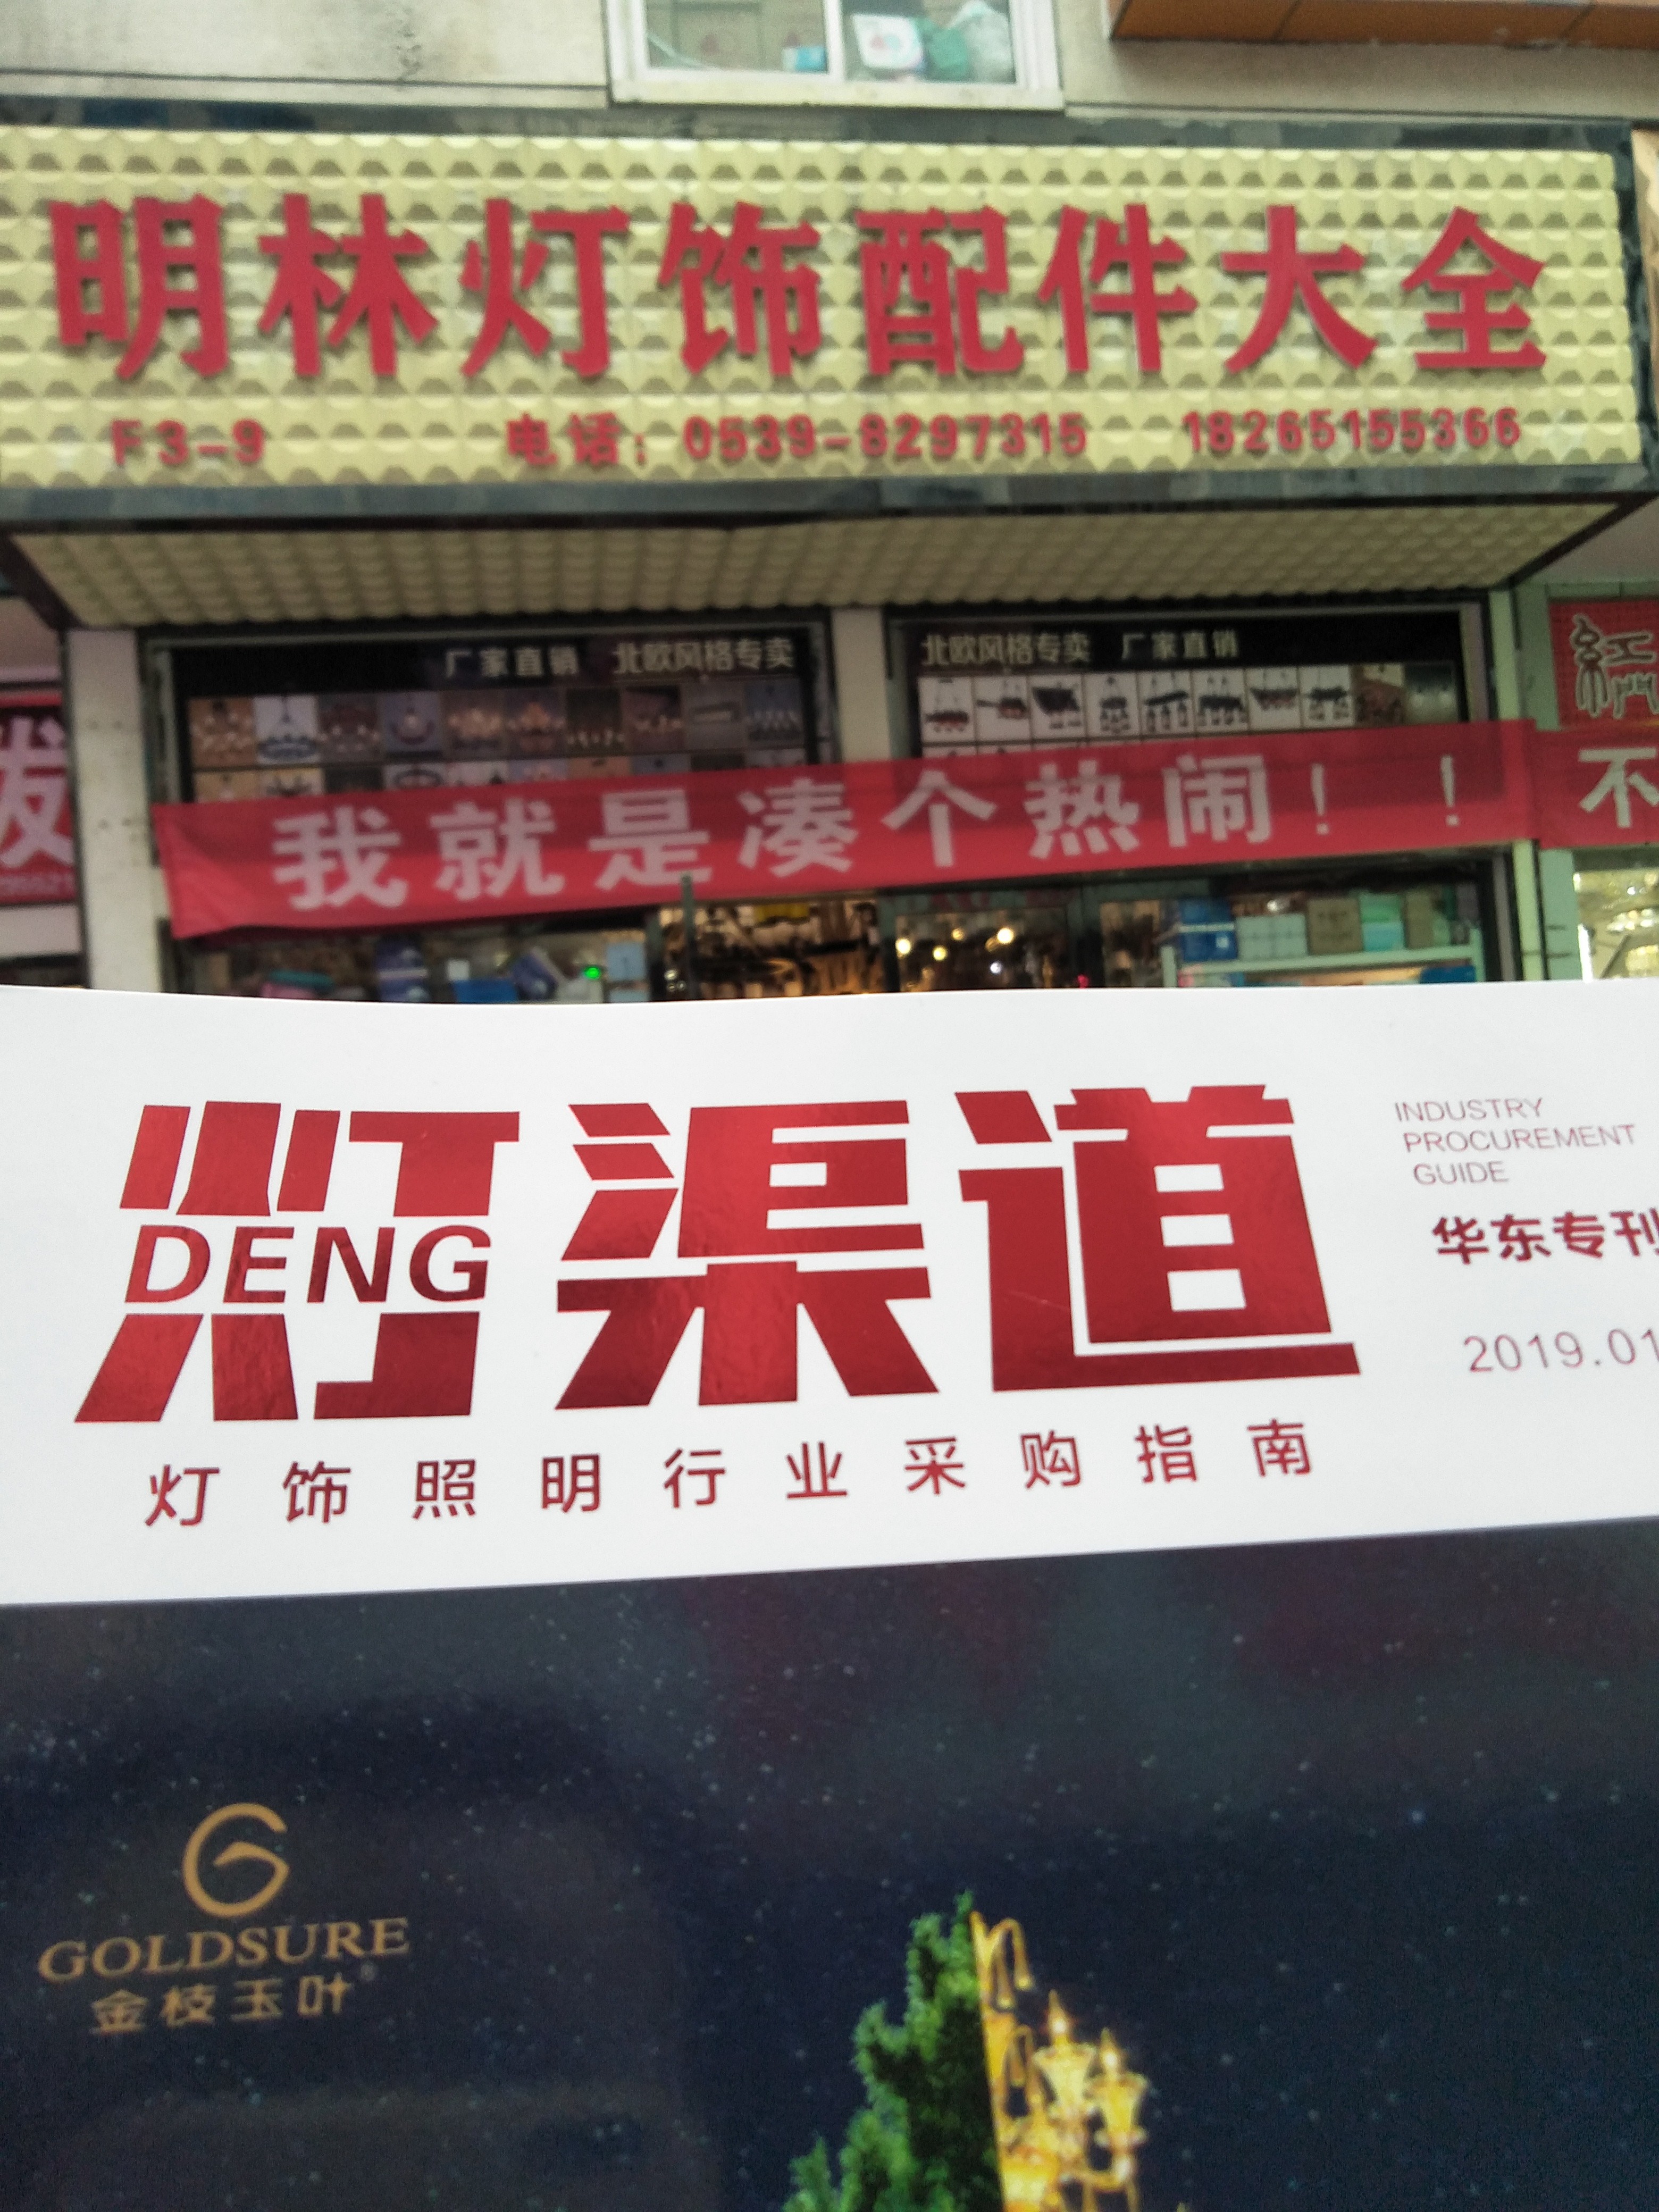 明林灯饰配件大全
F3-9 电话：0539-8297315 18265155366
厂家直销 北欧风格专卖
北欧风格专卖 厂家直销
我就是凑个热闹！！
不
灯渠道
DENG
INDUSTRY
PROCUREMENT
GUIDE
华东专刊
2019.01
灯饰照明行业采购指南
GOLDSURE
金枝玉叶®